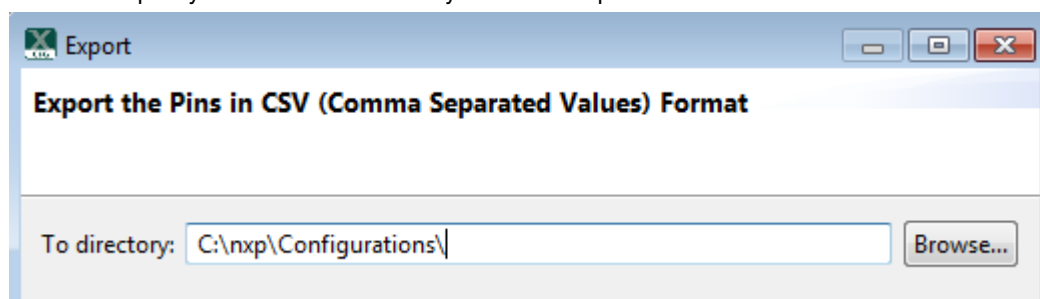 Export
Export the Pins in CSV (Comma Separated Values) Format
To directory: C:\nxp\Configurations\ Browse...